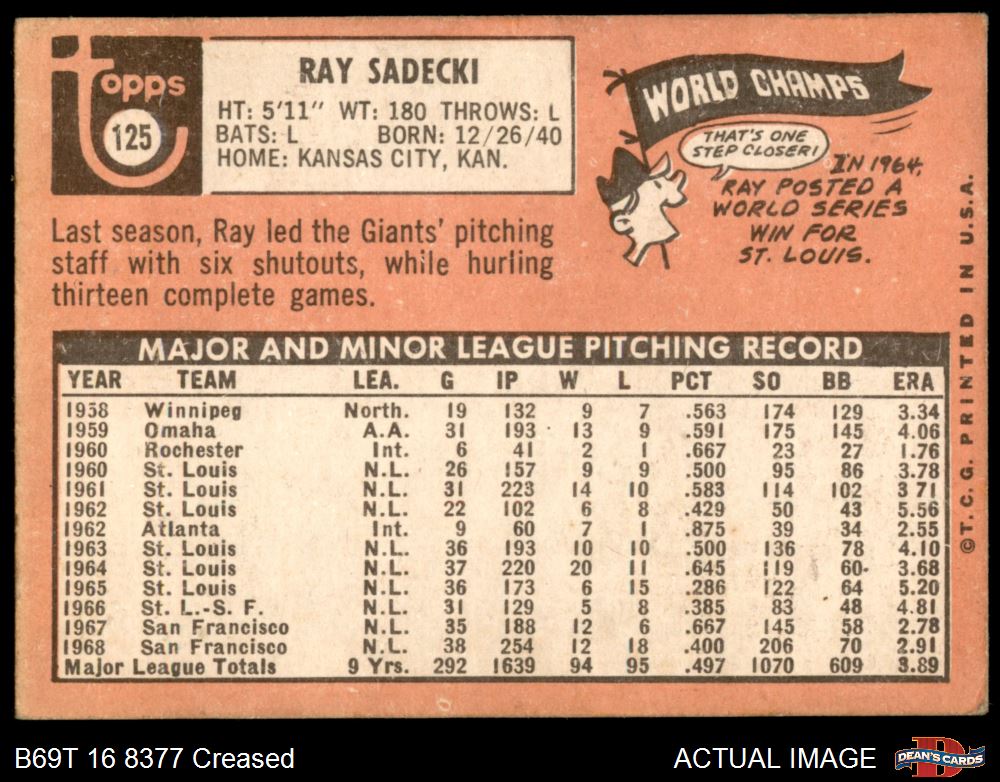 topps
125
RAY SADECKI
HT: 5'11" WT: 180 THROWS: L
BATS: L BORN: 12/26/40
HOME: KANSAS CITY, KAN.
WORLD CHAMPS
THAT'S ONE
STEP CLOSER!
IN 1964,
RAY POSTED A
WORLD SERIES
WIN FOR
ST. LOUIS.
Last season, Ray led the Giants' pitching
staff with six shutouts, while hurling
thirteen complete games.
MAJOR AND MINOR LEAGUE PITCHING RECORD
YEAR TEAM LEA. G IP W L PCT SO BB ERA
1958 Winnipeg North. 19 132 9 7 .563 174 129 3.34
1959 Omaha A.A. 31 193 13 9 .591 175 145 4.06
1960 Rochester Int. 6 41 2 1 .667 23 27 1.76
1960 St. Louis N.L. 26 157 9 9 .500 95 86 3.78
1961 St. Louis N.L. 31 223 14 10 .583 114 102 3 71
1962 St. Louis N.L. 22 102 6 8 .429 50 43 5.56
1962 Atlanta Int. 9 60 7 1 .875 39 34 2.55
1963 St. Louis N.L. 36 193 10 10 .500 136 78 4.10
1964 St. Louis N.L. 37 220 20 11 .645 119 60 3.68
1965 St. Louis N.L. 36 173 6 15 .286 122 64 5.20
1966 St. L.-S. F. N.L. 31 129 5 8 .385 83 48 4.81
1967 San Francisco N.L. 35 188 12 6 .667 145 58 2.78
1968 San Francisco N.L. 38 254 12 18 .400 206 70 2.91
Major League Totals 9 Yrs. 292 1639 94 95 .497 1070 609 3.89
©T.C.G. PRINTED IN U.S.A.
B69T 16 8377 Creased
ACTUAL IMAGE
D
DEAN'S CARDS